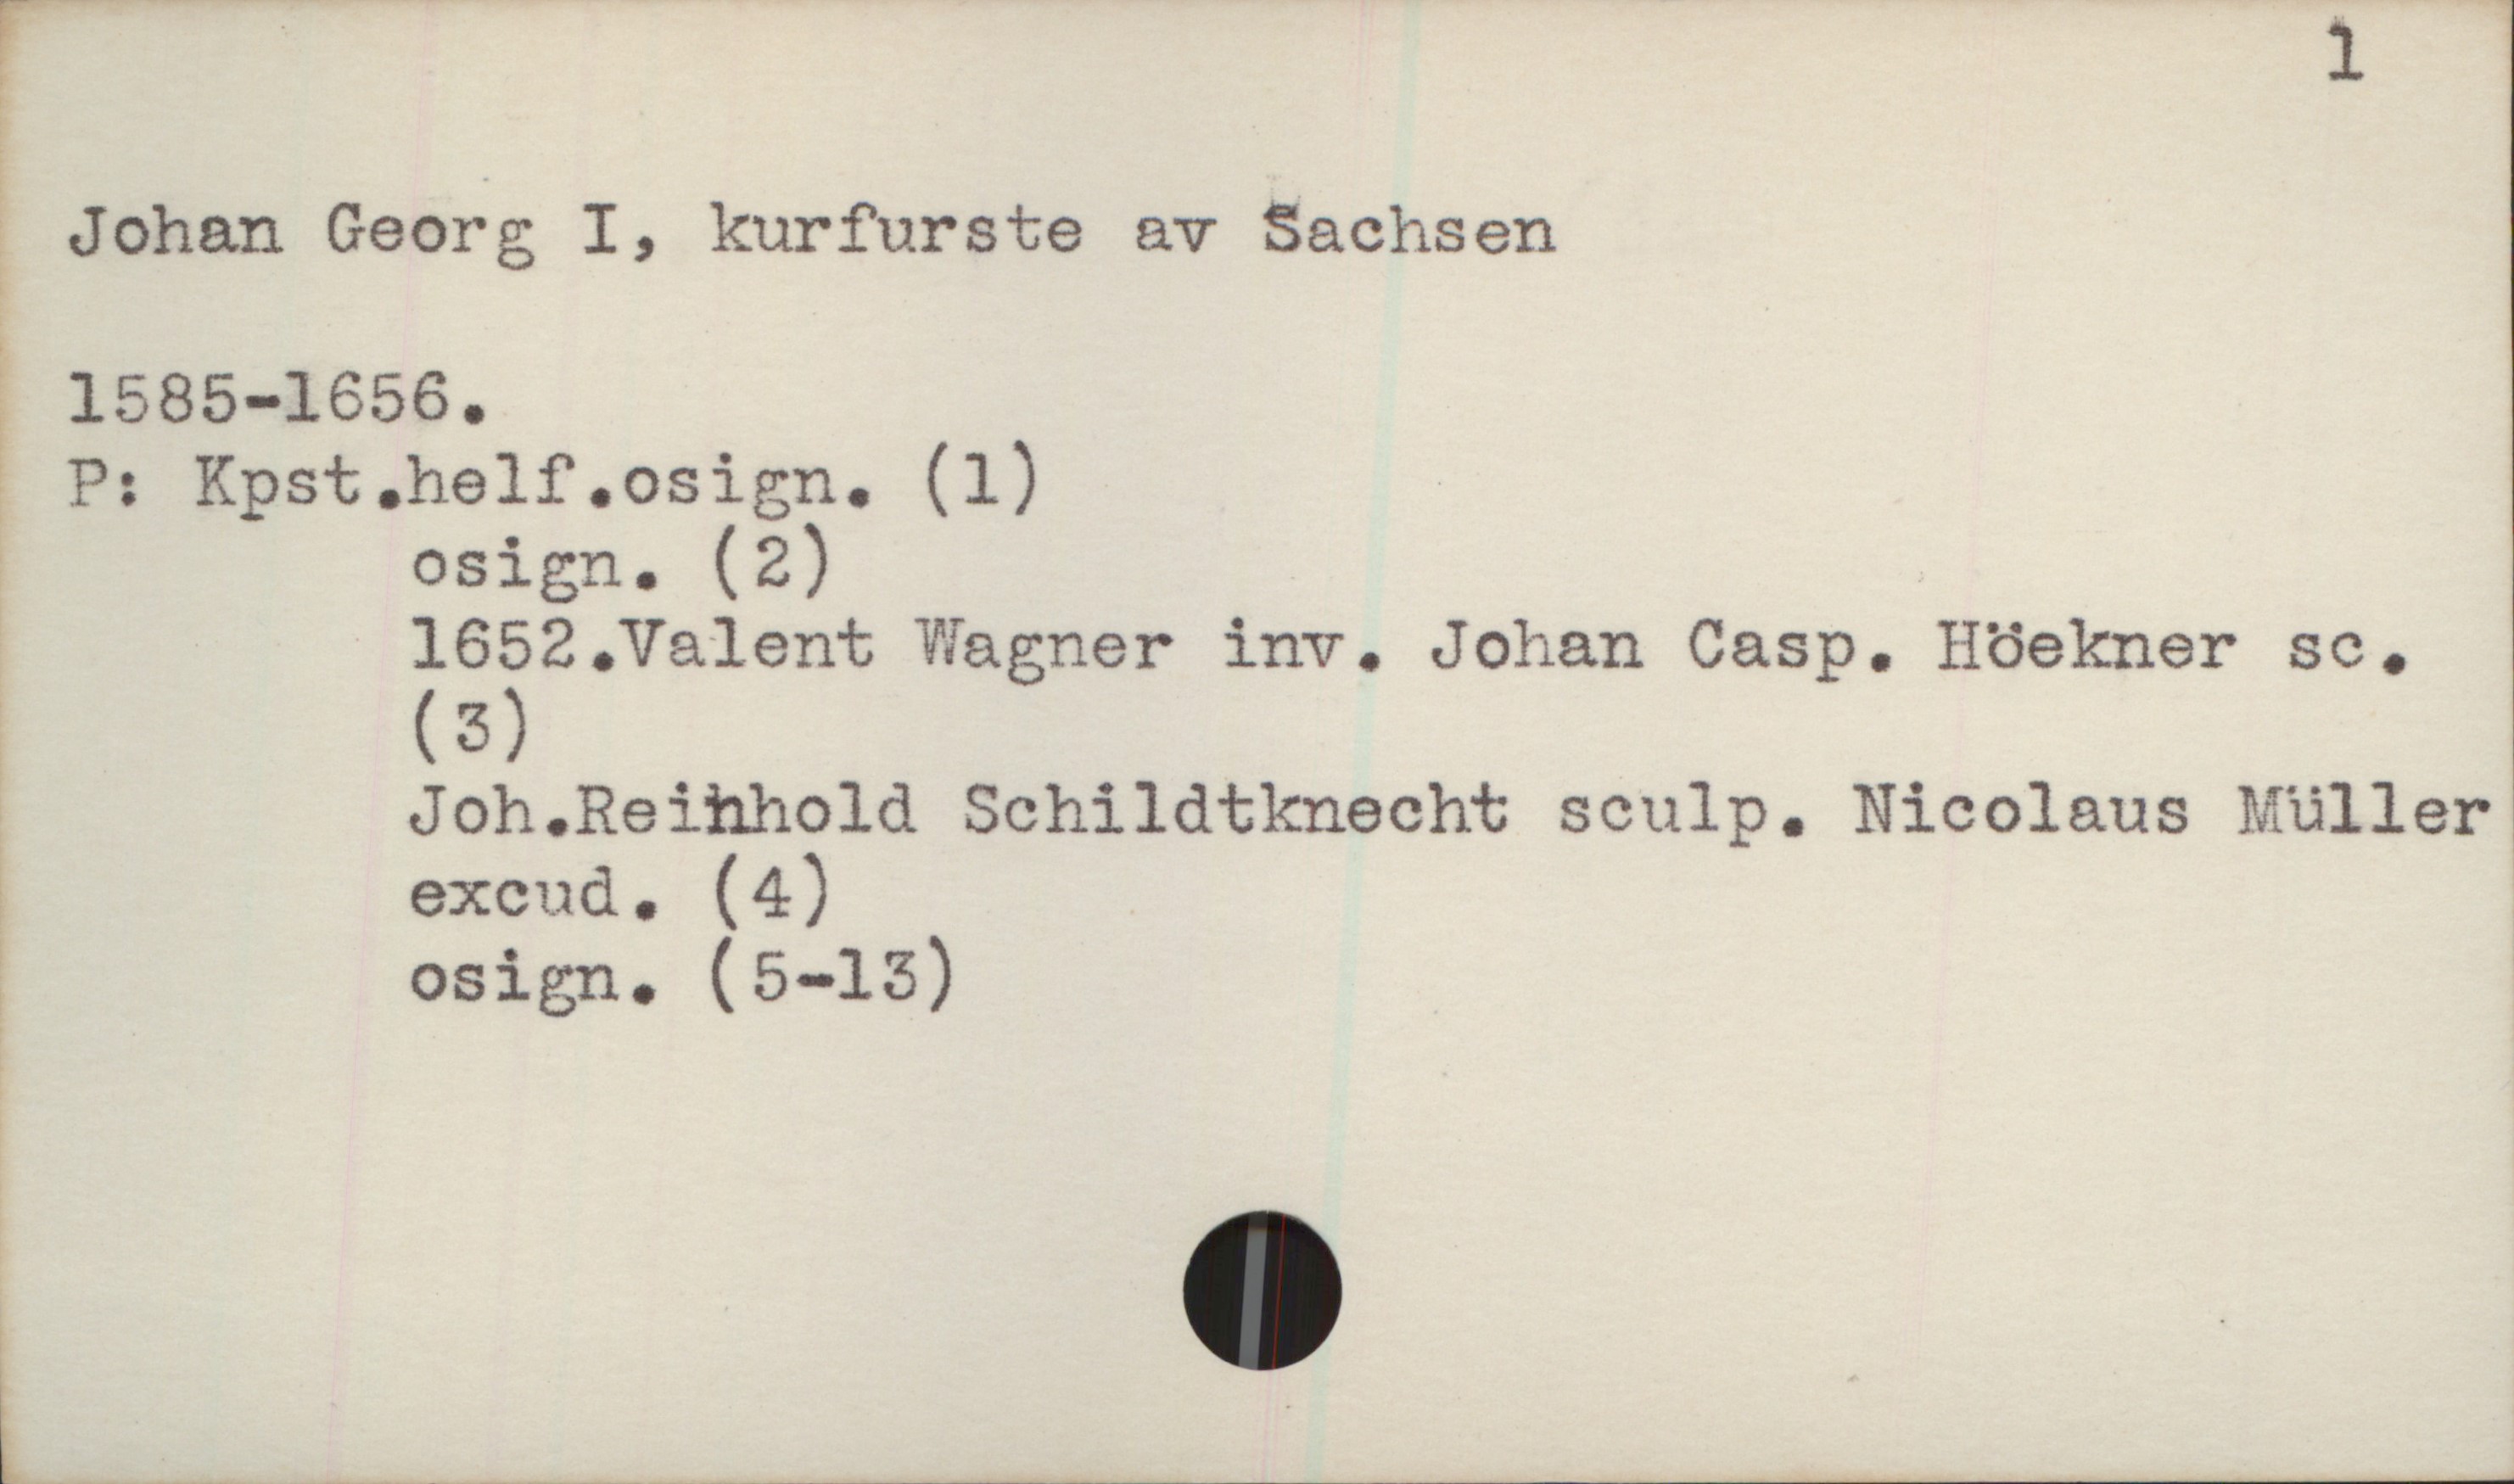 1
Johan Georg I, kurfurste av Sachsen
1585-1656.
P: Kpst.helf.osign. (1)
osign. (2)
1652.Valent Wagner inv. Johan Casp. Höekner sc.
(3)
Joh.Reinhold Schildtknecht sculp. Nicolaus Müller
excud. (4)
osign. (5-13)